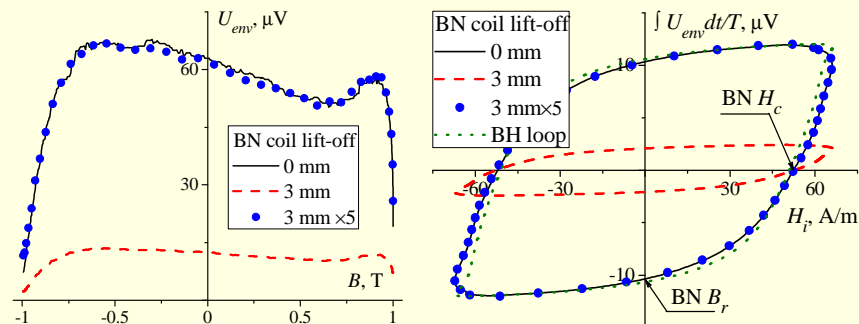 U_env, μV
60
30
BN coil lift-off
0 mm
3 mm
3 mm ×5
B, T
-1
-0.5
0
0.5
1
BN coil lift-off
0 mm
3 mm
3 mm×5
BH loop
∫ U_env dt/T, μV
10
BN H_c
-60
-30
30
60
H_i, A/m
-10
BN B_r